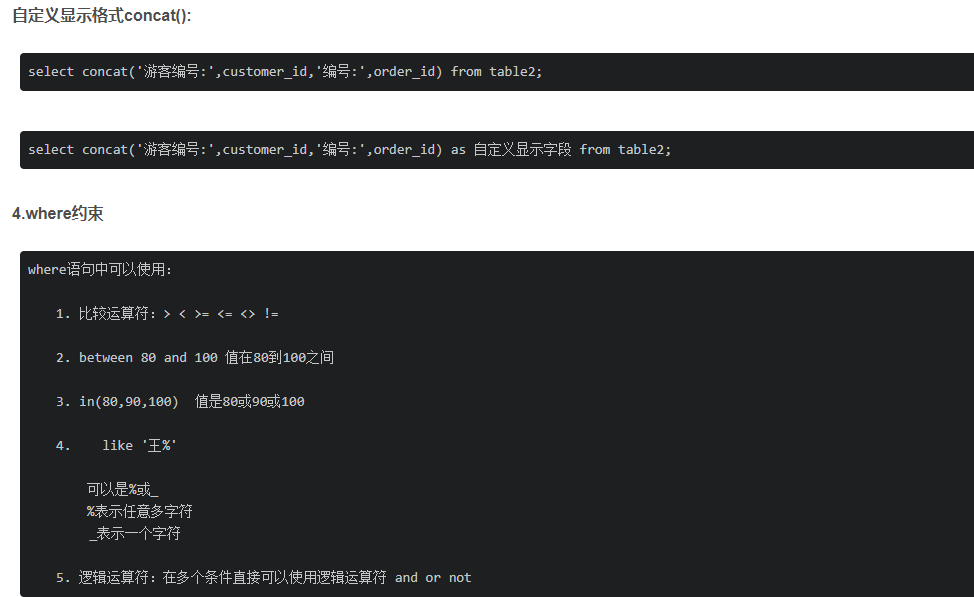 自定义显示格式concat():
select concat('游客编号:',customer_id,'编号:',order_id) from table2;
select concat('游客编号:',customer_id,'编号:',order_id) as 自定义显示字段 from table2;
4.where约束
where语句中可以使用：
1. 比较运算符：> < >= <= <> !=
2. between 80 and 100 值在80到100之间
3. in(80,90,100)  值是80或90或100
4.    like '王%'
可以是%或_
%表示任意多字符
_表示一个字符
5. 逻辑运算符：在多个条件直接可以使用逻辑运算符 and or not